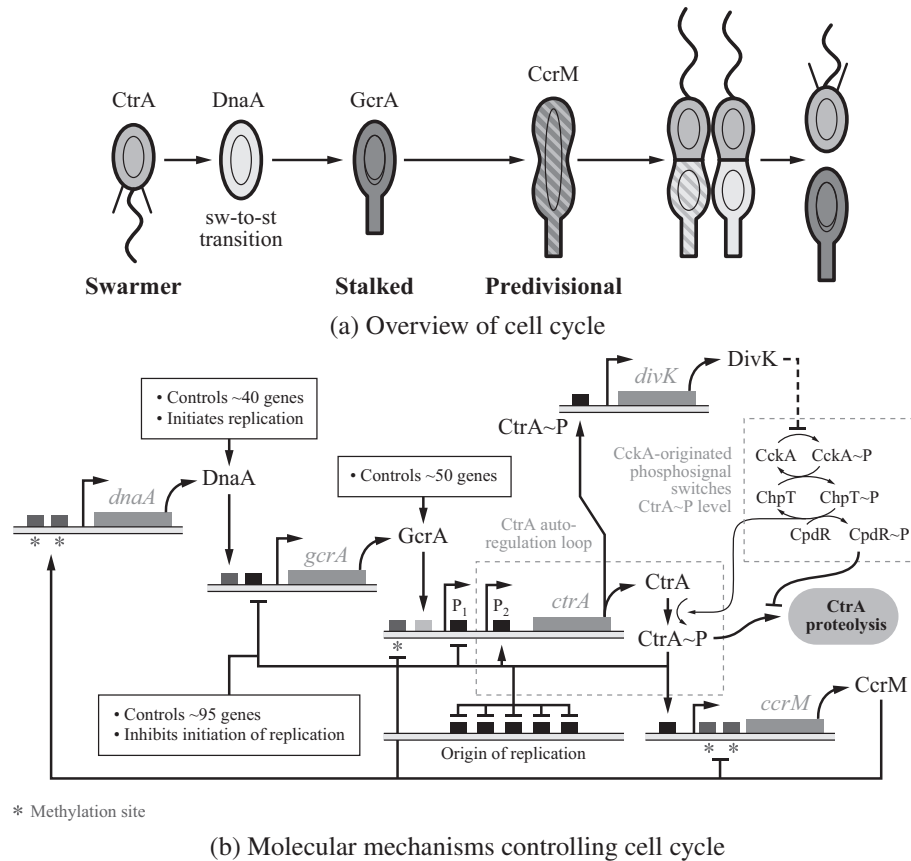 CtrA
DnaA
GcrA
CcrM
sw-to-st
transition
Swarmer
Stalked
Predivisional
(a) Overview of cell cycle
• Controls ~40 genes
• Initiates replication
DnaA
dnaA
* *
• Controls ~50 genes
GcrA
gcrA
divK
DivK
CtrA~P
CckA-originated
phosphosignal
switches
CtrA~P level
CckA
CckA~P
ChpT
ChpT~P
CpdR
CpdR~P
CtrA auto-
regulation loop
P1
P2
ctrA
*
CtrA
CtrA~P
CtrA
proteolysis
• Controls ~95 genes
• Inhibits initiation of replication
Origin of replication
ccrM
CcrM
* *
* Methylation site
(b) Molecular mechanisms controlling cell cycle